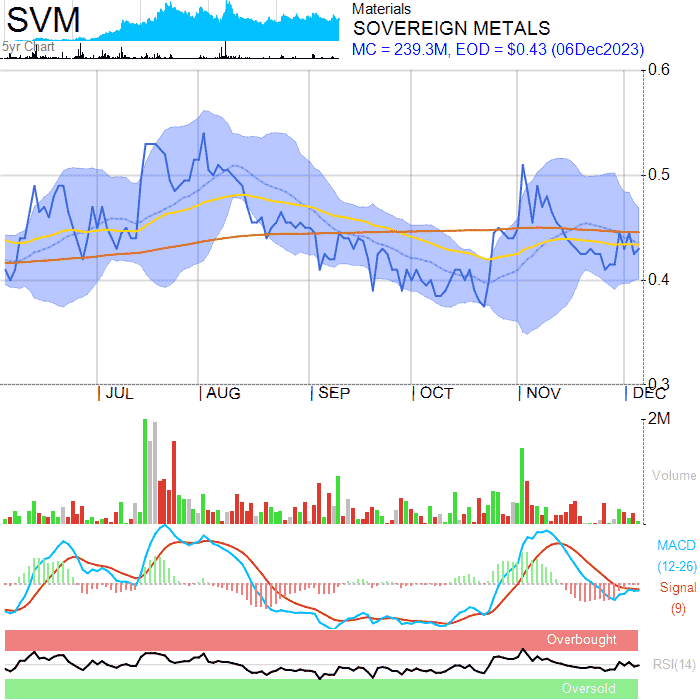 SVM
5yr Chart
Materials
SOVEREIGN METALS
MC = 239.3M, EOD = $0.43 (06Dec2023)
0.6
0.5
0.4
0.3
JUL
AUG
SEP
OCT
NOV
DEC
2M
Volume
MACD
(12-26)
Signal
(9)
Overbought
RSI(14)
Oversold